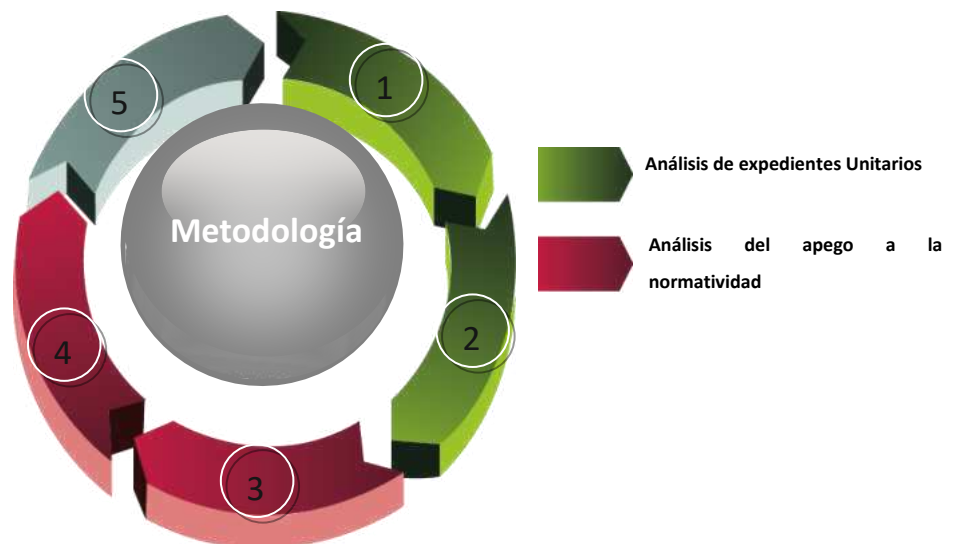 1
5
Análisis de expedientes Unitarios
Metodología
Análisis del apego a la
normatividad
2
4
3